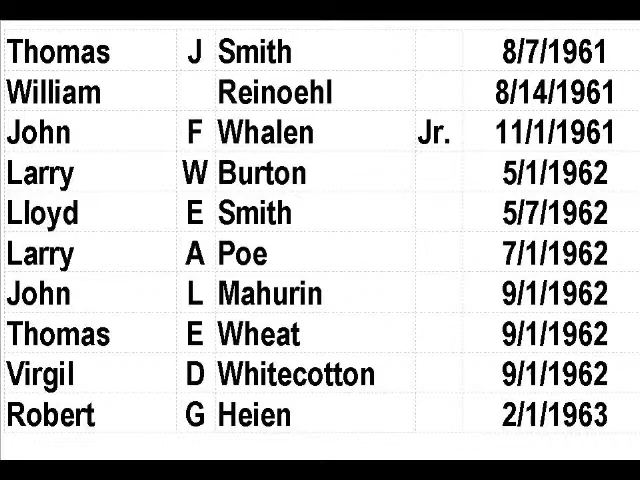 Thomas J Smith 8/7/1961
William Reinoehl 8/14/1961
John F Whalen Jr. 11/1/1961
Larry W Burton 5/1/1962
Lloyd E Smith 5/7/1962
Larry A Poe 7/1/1962
John L Mahurin 9/1/1962
Thomas E Wheat 9/1/1962
Virgil D Whitecotton 9/1/1962
Robert G Heien 2/1/1963